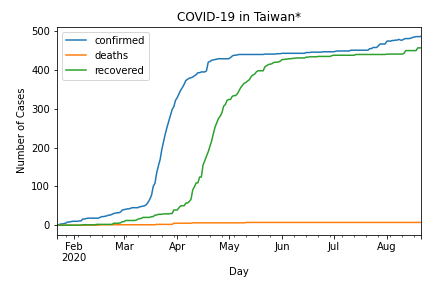 COVID-19 in Taiwan*
confirmed
deaths
recovered
Number of Cases
500
400
300
200
100
0
Feb
2020
Mar
Apr
May
Jun
Jul
Aug
Day